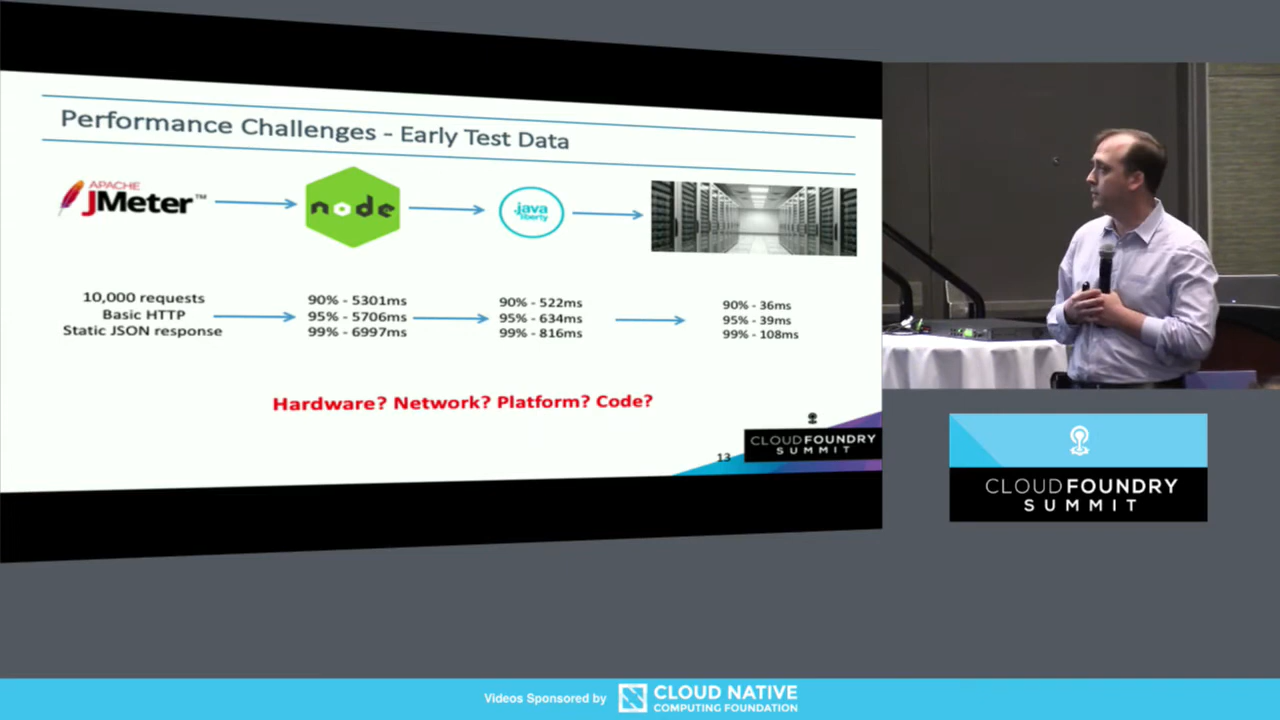 Performance Challenges - Early Test Data
APACHE
JMeter™
node
java
liberty
10,000 requests
Basic HTTP
Static JSON response
90% - 5301ms
95% - 5706ms
99% - 6997ms
90% - 522ms
95% - 634ms
99% - 816ms
90% - 36ms
95% - 39ms
99% - 108ms
Hardware? Network? Platform? Code?
13
CLOUDFOUNDRY
SUMMIT
CLOUDFOUNDRY
SUMMIT
Videos Sponsored by
CLOUD NATIVE
COMPUTING FOUNDATION